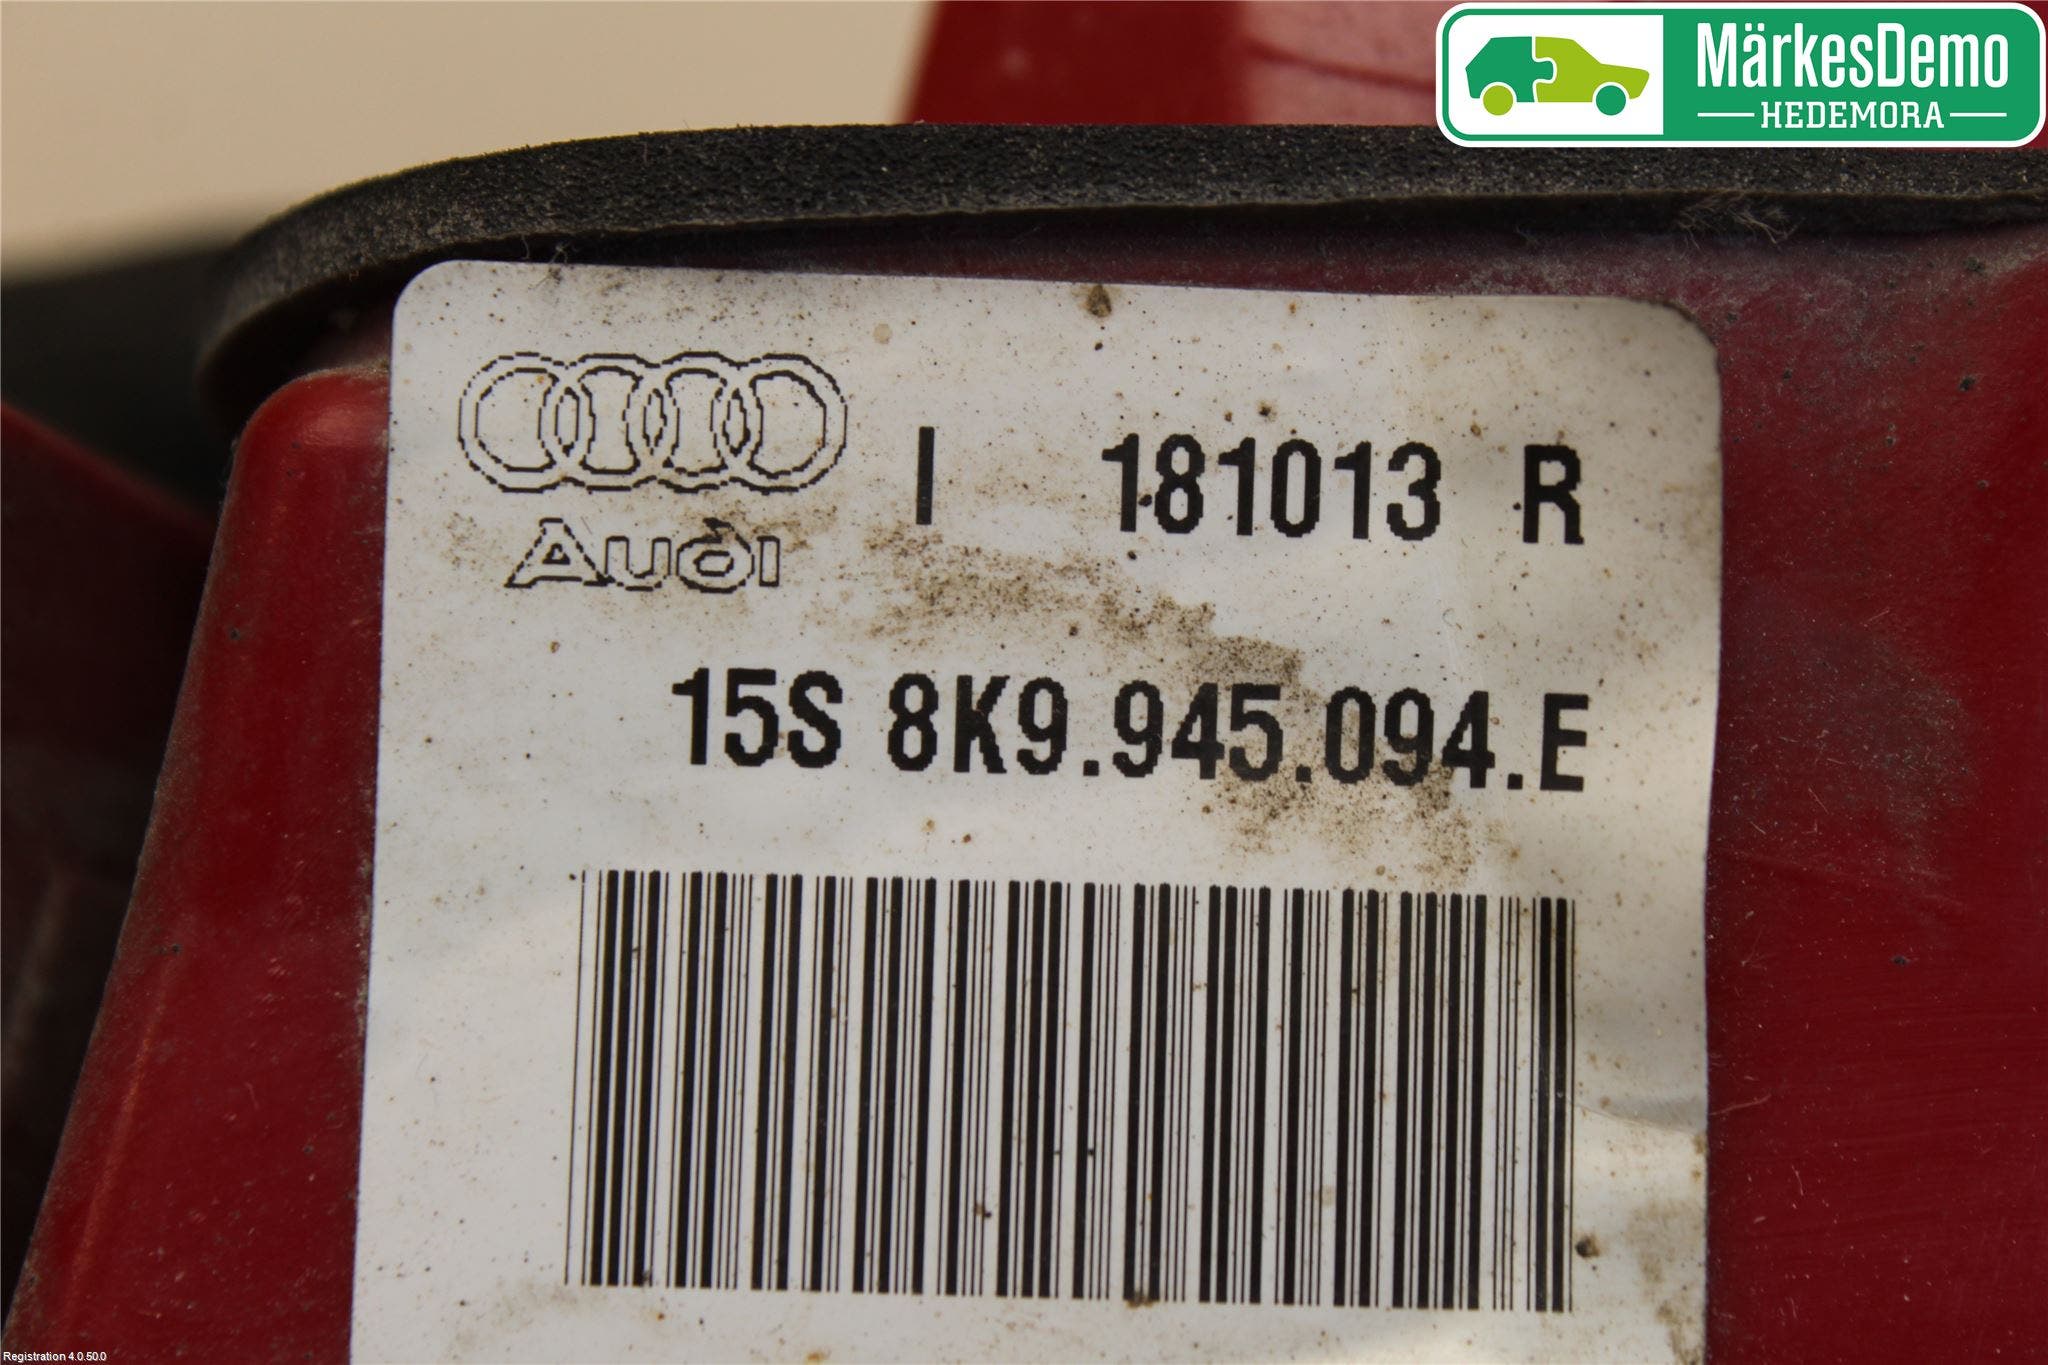 MärkesDemo
HEDEMORA
I 181013 R
Audi
15S 8K9.945.094.E
Registration 4.0.50.0